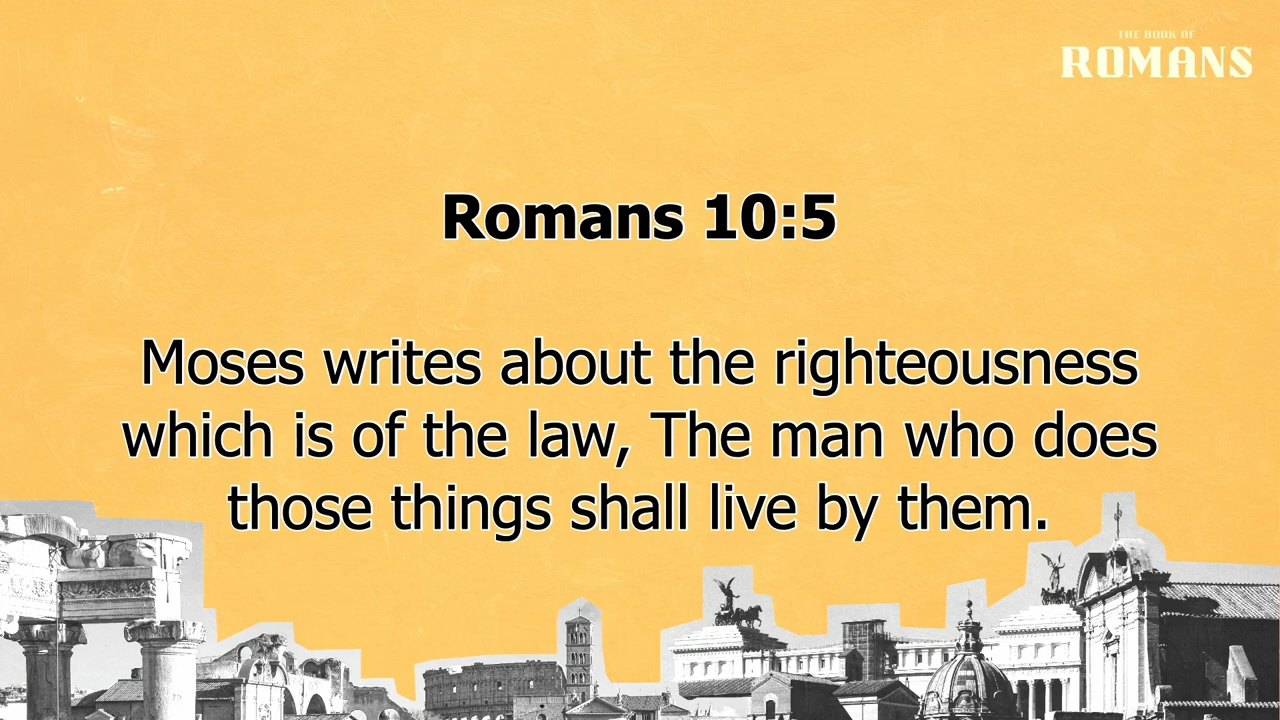 THE BOOK OF
ROMANS
Romans 10:5
Moses writes about the righteousness
which is of the law, The man who does
those things shall live by them.